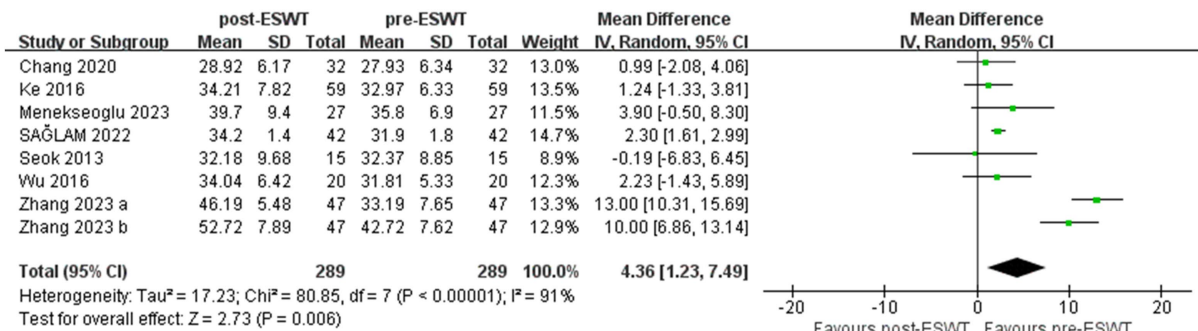 post-ESWT pre-ESWT Mean Difference Mean Difference
Study or Subgroup Mean SD Total Mean SD Total Weight IV, Random, 95% CI IV, Random, 95% CI
Chang 2020 28.92 6.17 32 27.93 6.34 32 13.0% 0.99 [-2.08, 4.06]
Ke 2016 34.21 7.82 59 32.97 6.33 59 13.5% 1.24 [-1.33, 3.81]
Menekseoglu 2023 39.7 9.4 27 35.8 6.9 27 11.5% 3.90 [-0.50, 8.30]
SAĞLAM 2022 34.2 1.4 42 31.9 1.8 42 14.7% 2.30 [1.61, 2.99]
Seok 2013 32.18 9.68 15 32.37 8.85 15 8.9% -0.19 [-6.83, 6.45]
Wu 2016 34.04 6.42 20 31.81 5.33 20 12.3% 2.23 [-1.43, 5.89]
Zhang 2023 a 46.19 5.48 47 33.19 7.65 47 13.3% 13.00 [10.31, 15.69]
Zhang 2023 b 52.72 7.89 47 42.72 7.62 47 12.9% 10.00 [6.86, 13.14]
Total (95% CI) 289 289 100.0% 4.36 [1.23, 7.49]
Heterogeneity: Tau² = 17.23; Chi² = 80.85, df = 7 (P < 0.00001); I² = 91%
Test for overall effect: Z = 2.73 (P = 0.006)
-20 -10 0 10 20
Favours post-ESWT Favours pre-ESWT